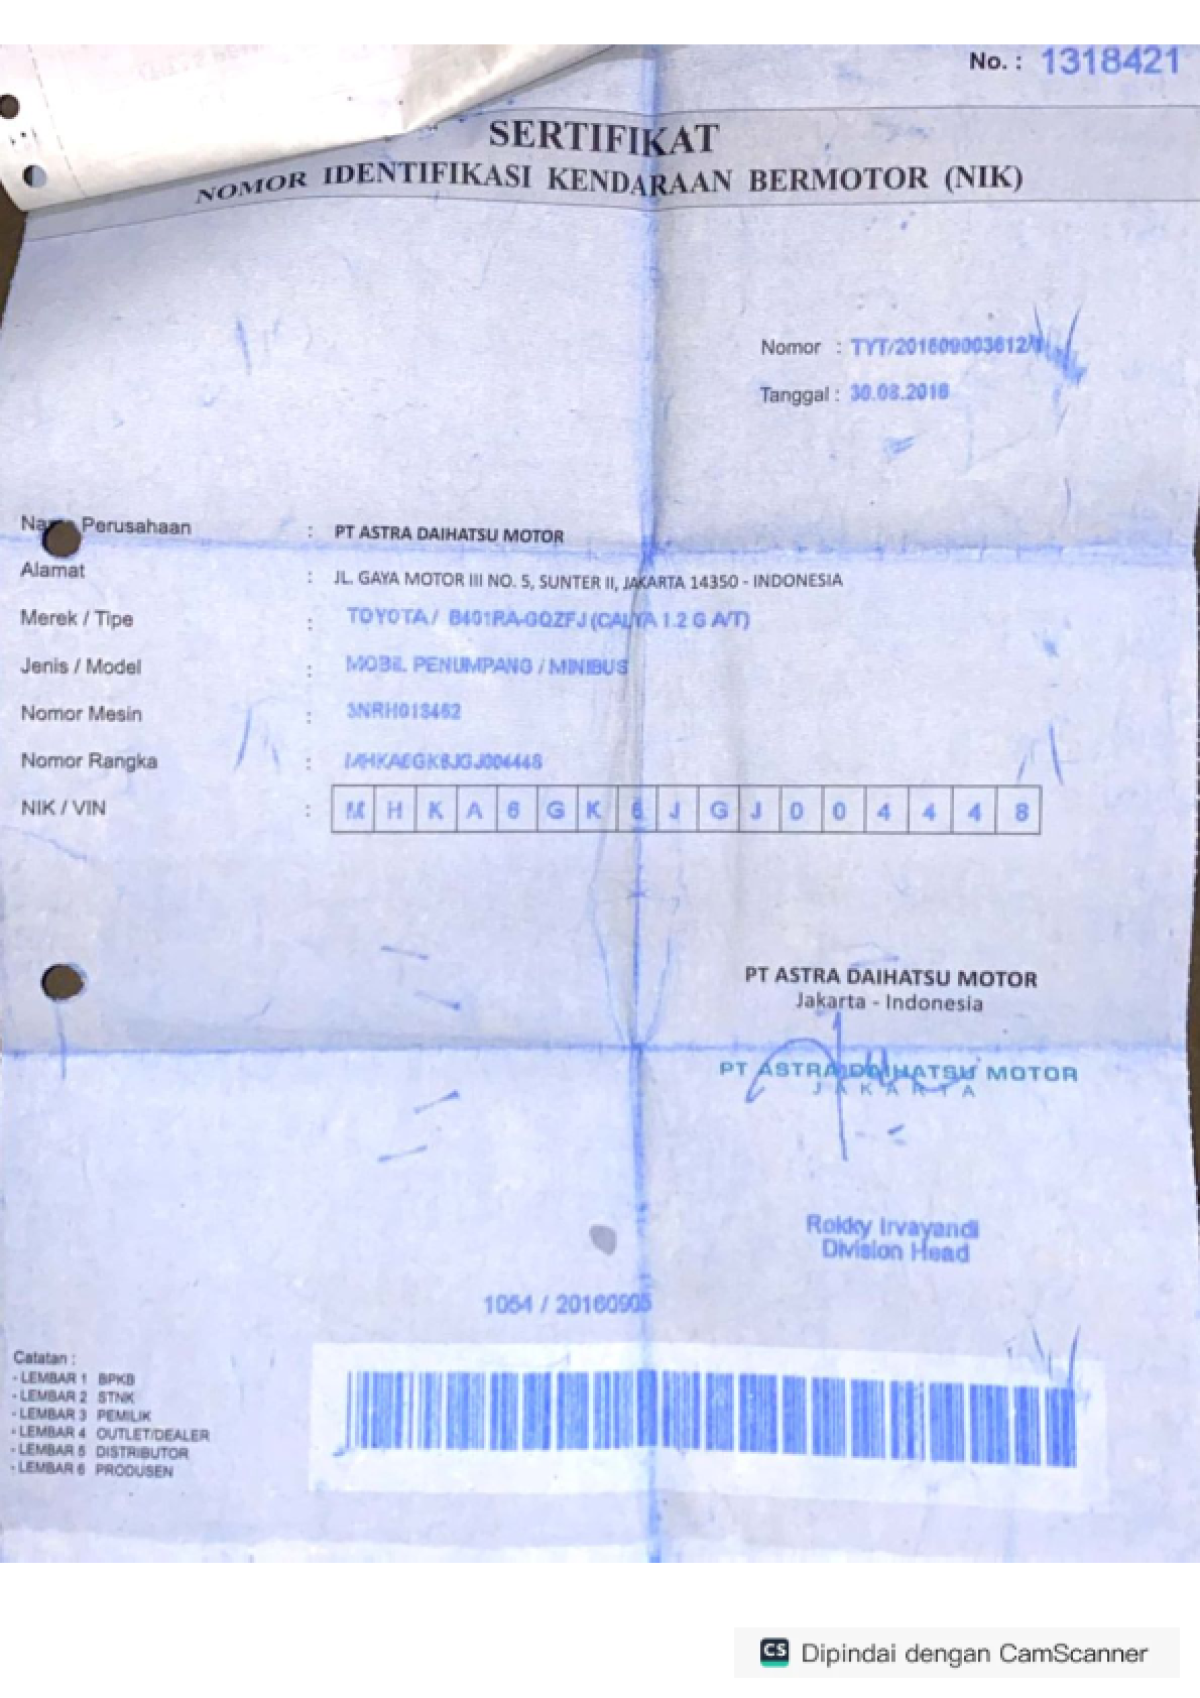 No. : 1318421
SERTIFIKAT
NOMOR IDENTIFIKASI KENDARAAN BERMOTOR (NIK)
Nomor : TYT/201609003612/
Tanggal : 30.08.2016
Perusahaan : PT ASTRA DAIHATSU MOTOR
Alamat : JL. GAYA MOTOR III NO. 5, SUNTER II, JAKARTA 14350 - INDONESIA
Merek / Tipe : TOYOTA / B401RA-GQZFJ (CALYA 1.2 G A/T)
Jenis / Model : MOBIL PENUMPANG / MINIBUS
Nomor Mesin : 3NRH013462
Nomor Rangka : MHKA6GK6JGJ004448
NIK / VIN : M H K A 6 G K 6 J G J 0 0 4 4 4 8
PT ASTRA DAIHATSU MOTOR
Jakarta - Indonesia
PT ASTRA DAIHATSU MOTOR
JAKARTA
Rokky Irvayandi
Division Head
1054 / 20160905
Catatan :
- LEMBAR 1 BPKB
- LEMBAR 2 STNK
- LEMBAR 3 PEMILIK
- LEMBAR 4 OUTLET/DEALER
- LEMBAR 5 DISTRIBUTOR
- LEMBAR 6 PRODUSEN
CS Dipindai dengan CamScanner